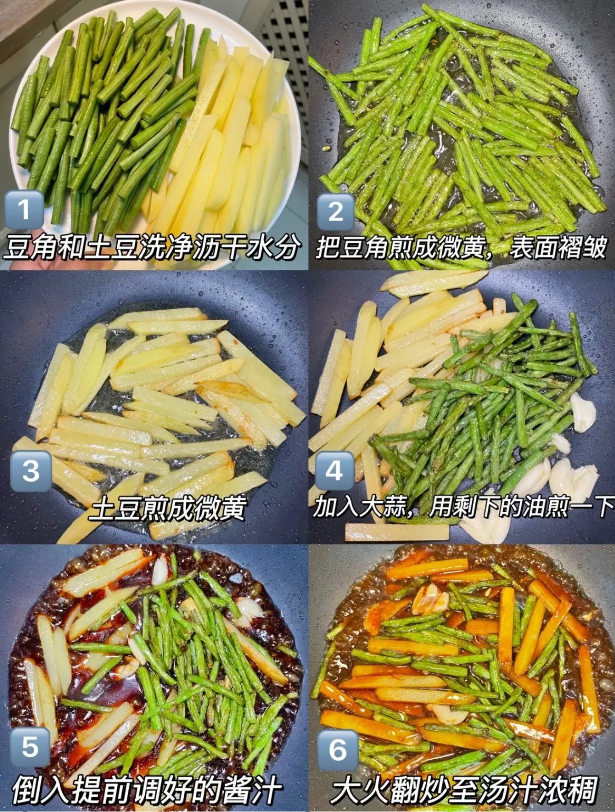 1
豆角和土豆洗净沥干水分
2
把豆角煎成微黄，表面褶皱
3
土豆煎成微黄
4
加入大蒜，用剩下的油煎一下
5
倒入提前调好的酱汁
6
大火翻炒至汤汁浓稠